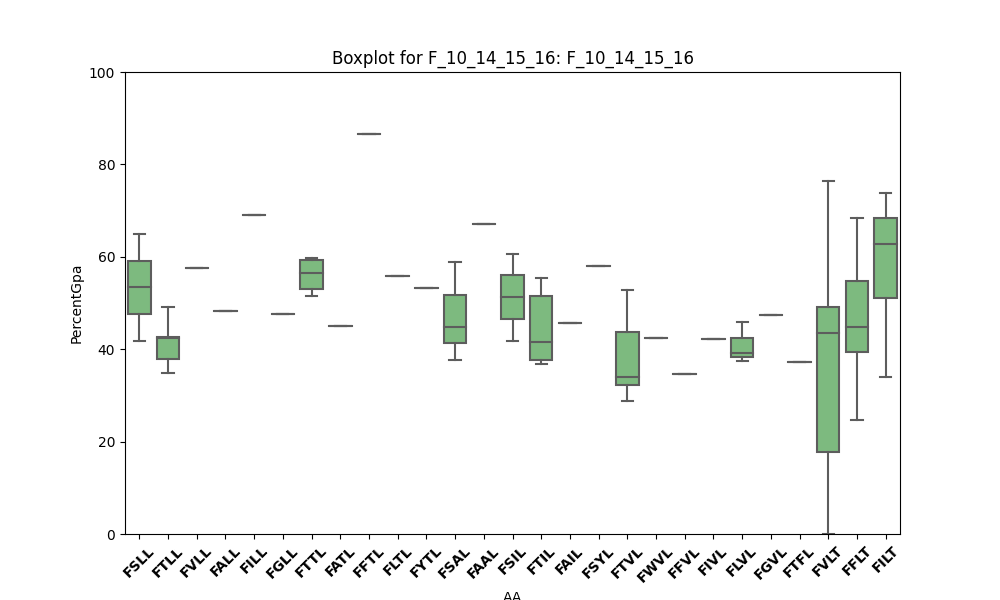 Boxplot for F_10_14_15_16: F_10_14_15_16
100
80
60
40
20
0
PercentGpa
FSLL FTLL FVLL FALL FILL FGLL FTTL FATL FFTL FLTL FYTL FSAL FAAL FSIL FTIL FAIL FSYL FTVL FWVL FFVL FIVL FLVL FGVL FTFL FVLT FFLT FILT
AA